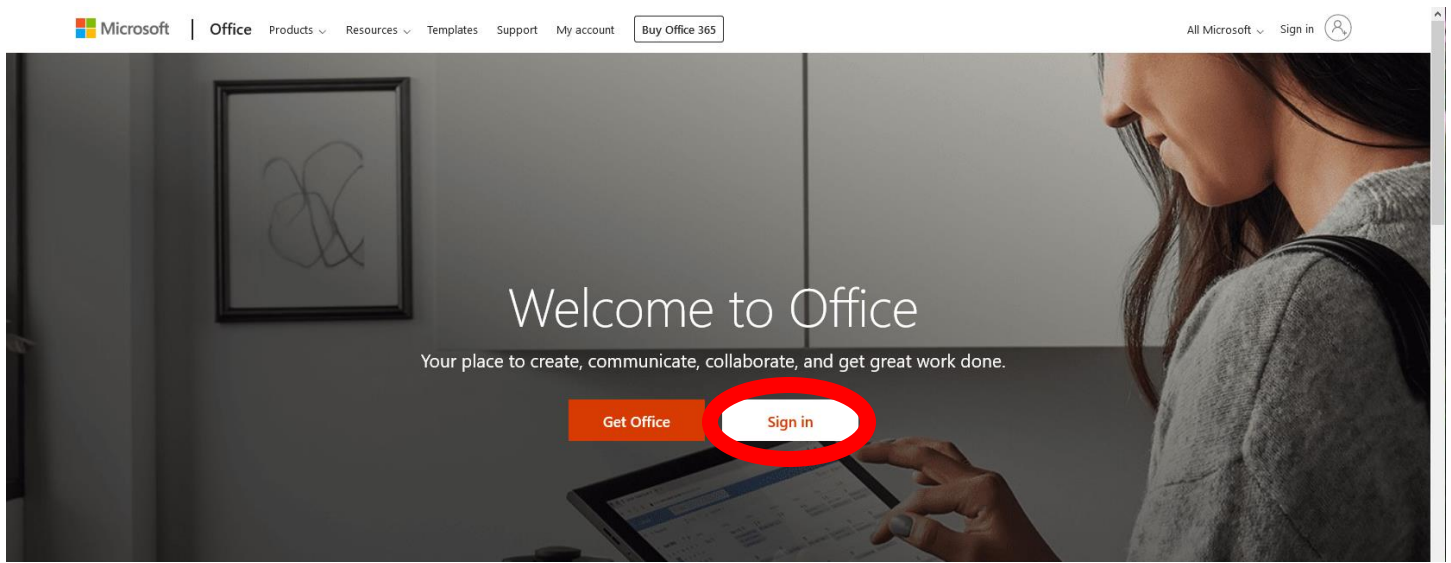 Microsoft Office Products Resources Templates Support My account Buy Office 365 All Microsoft Sign in
Welcome to Office
Your place to create, communicate, collaborate, and get great work done.
Get Office Sign in